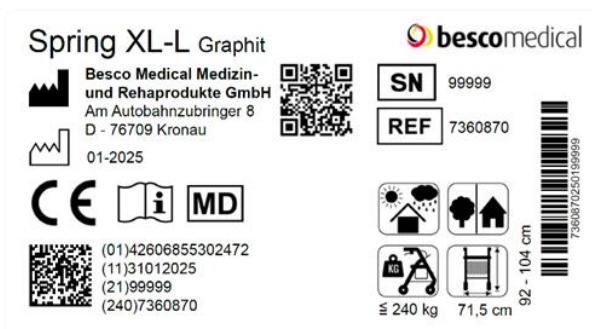 Spring XL-L Graphit
bescomedical
Besco Medical Medizin-
und Rehaprodukte GmbH
Am Autobahnzubringer 8
D - 76709 Kronau
01-2025
SN 99999
REF 7360870
CE
i
MD
(01)42606855302472
(11)31012025
(21)99999
(240)7360870
KG
≤ 240 kg
71,5 cm
92 - 104 cm
7360870250199999